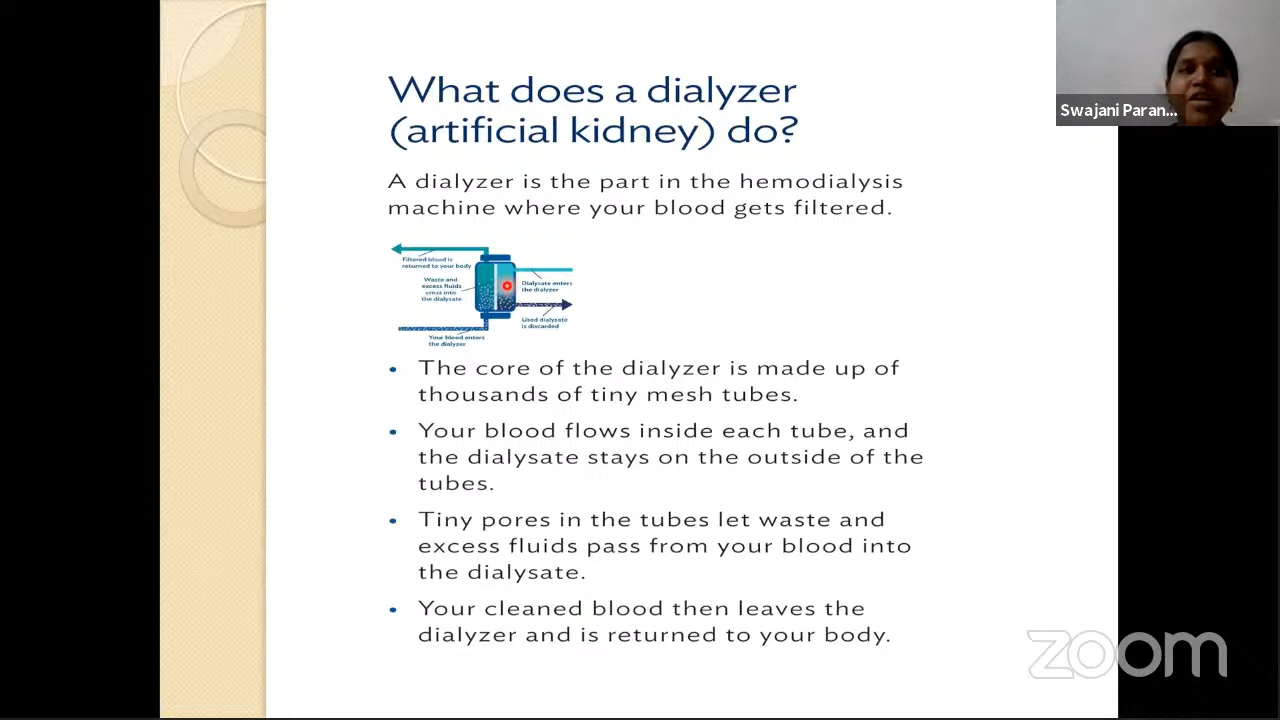 What does a dialyzer
(artificial kidney) do?
A dialyzer is the part in the hemodialysis
machine where your blood gets filtered.
Filtered blood is
returned to your body
Waste and
excess fluids
cross into
the dialysate
Dialysate enters
the dialyzer
Used dialysate
is discarded
Your blood enters
the dialyzer
• The core of the dialyzer is made up of
thousands of tiny mesh tubes.
• Your blood flows inside each tube, and
the dialysate stays on the outside of the
tubes.
• Tiny pores in the tubes let waste and
excess fluids pass from your blood into
the dialysate.
• Your cleaned blood then leaves the
dialyzer and is returned to your body.
Swajani Paran...
zoom